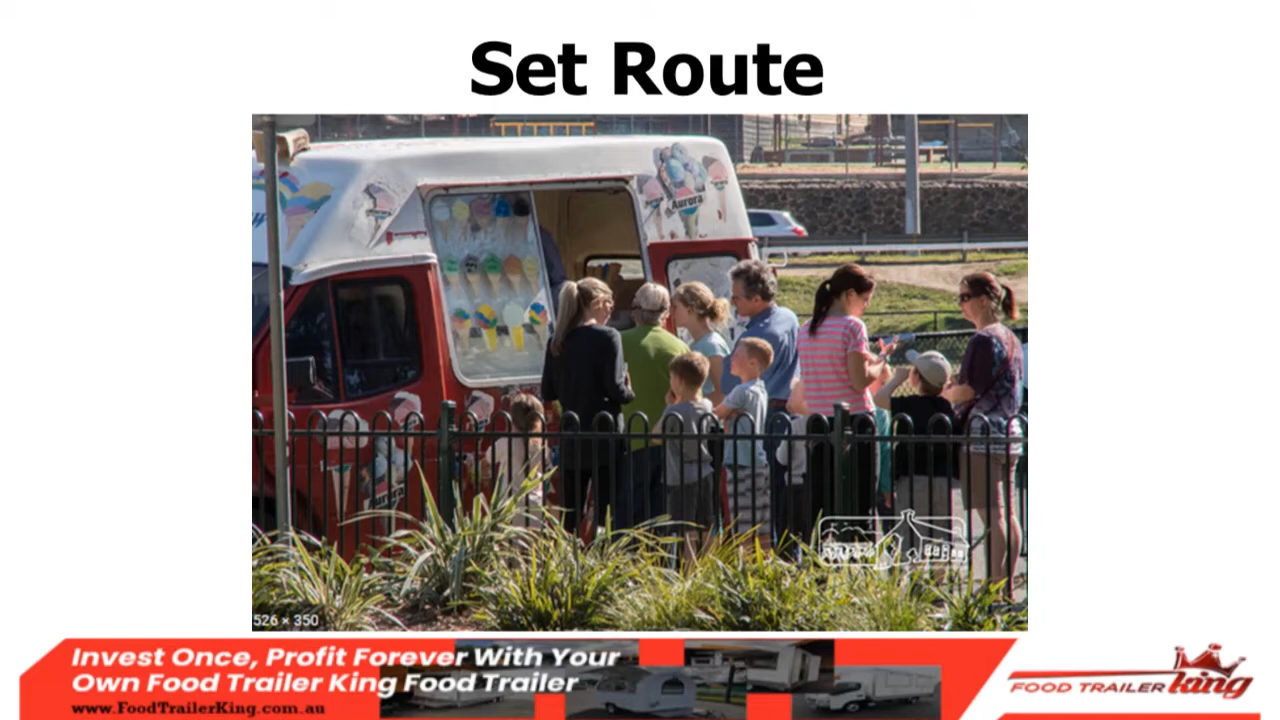 Set Route
Aurora
Aurora
526 × 350
Invest Once, Profit Forever With Your
Own Food Trailer King Food Trailer
www.FoodTrailerKing.com.au
FOOD TRAILER king